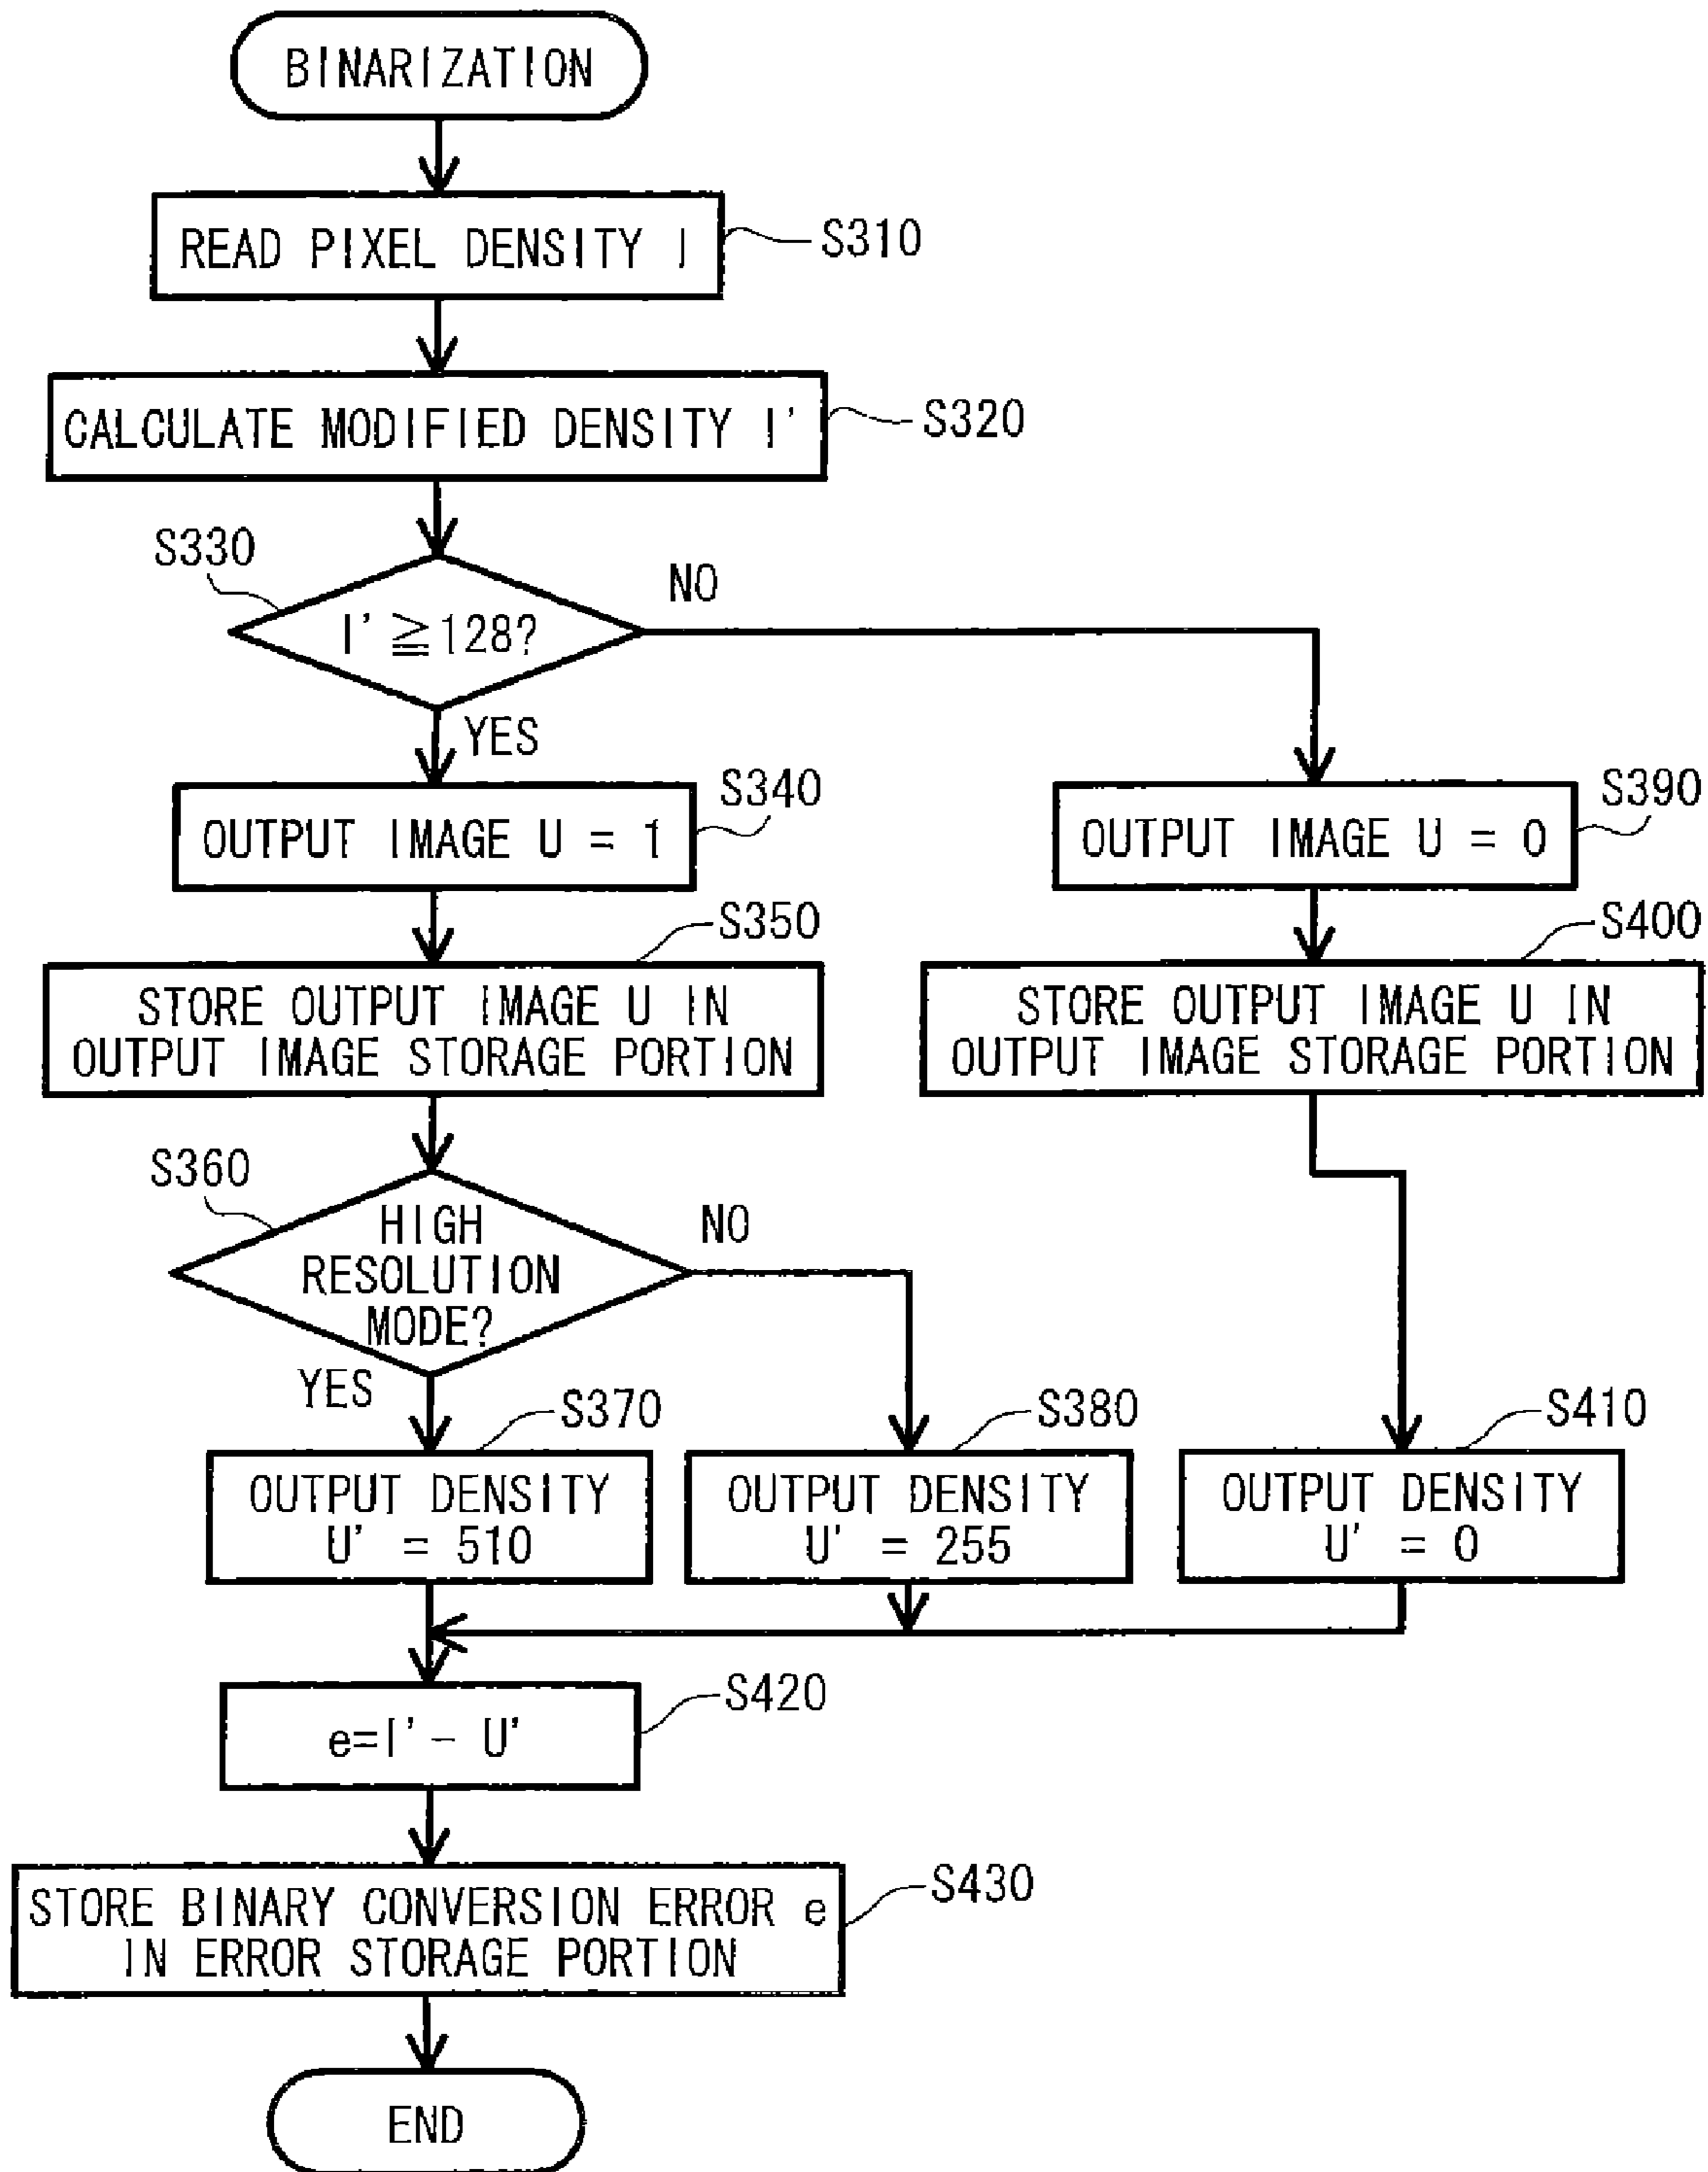 BINARIZATION
READ PIXEL DENSITY I
S310
CALCULATE MODIFIED DENSITY I'
S320
S330
I' ≧ 128?
NO
YES
S340
OUTPUT IMAGE U = 1
S390
OUTPUT IMAGE U = 0
S350
STORE OUTPUT IMAGE U IN
OUTPUT IMAGE STORAGE PORTION
S400
STORE OUTPUT IMAGE U IN
OUTPUT IMAGE STORAGE PORTION
S360
HIGH
RESOLUTION
MODE?
NO
YES
S370
OUTPUT DENSITY
U' = 510
S380
OUTPUT DENSITY
U' = 255
S410
OUTPUT DENSITY
U' = 0
S420
e=I' - U'
S430
STORE BINARY CONVERSION ERROR e
IN ERROR STORAGE PORTION
END